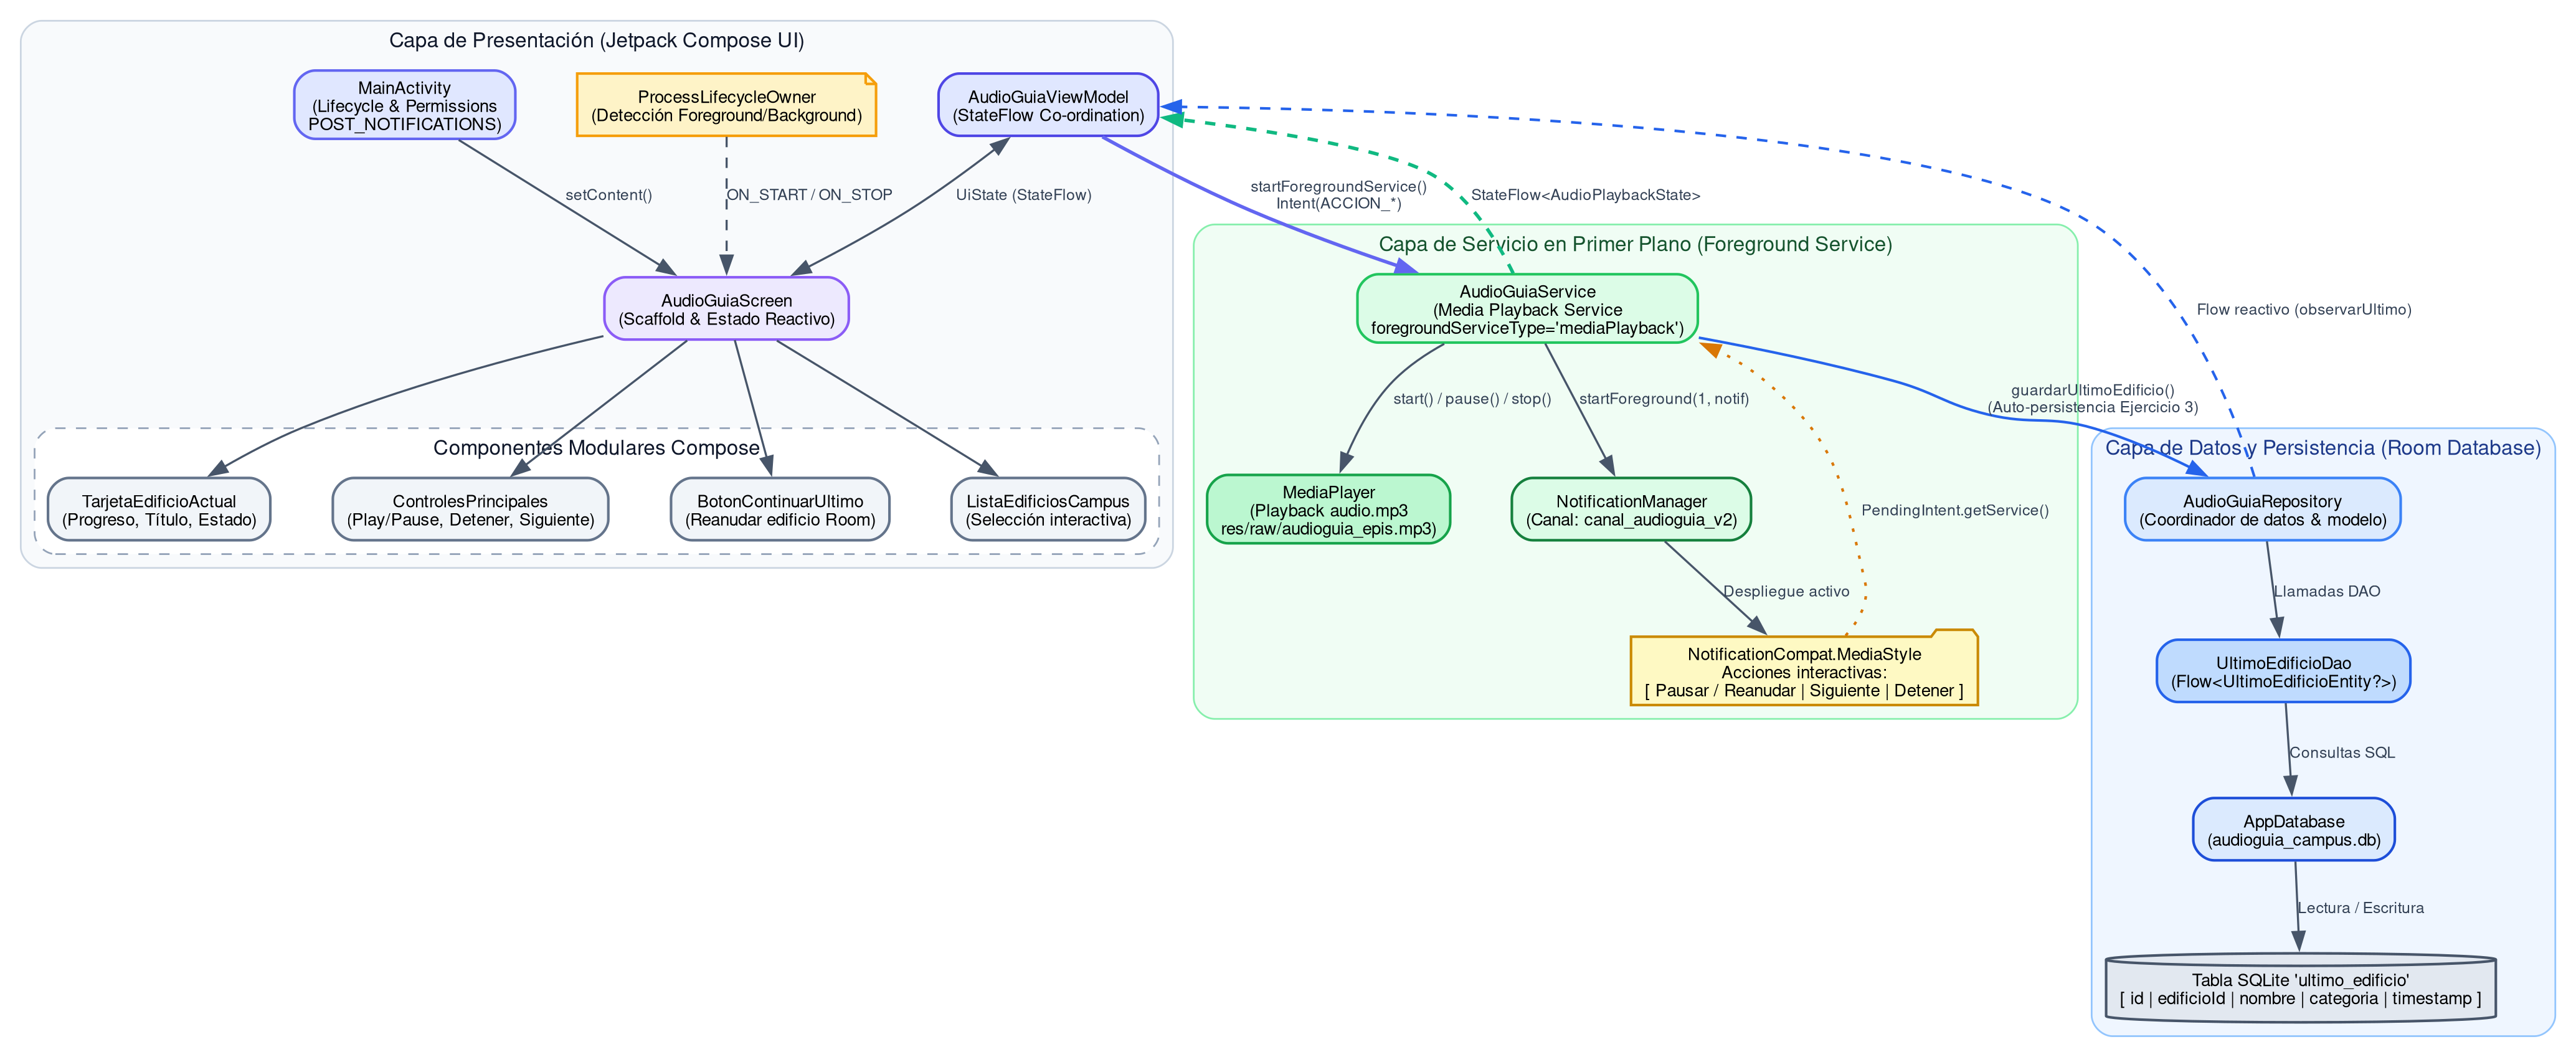 Capa de Presentación (Jetpack Compose UI)
MainActivity
(Lifecycle & Permissions
POST_NOTIFICATIONS)
ProcessLifecycleOwner
(Detección Foreground/Background)
AudioGuiaViewModel
(StateFlow Co-ordination)
setContent()
ON_START / ON_STOP
UiState (StateFlow)
startForegroundService()
Intent(ACCION_*)
StateFlow<AudioPlaybackState>
AudioGuiaScreen
(Scaffold & Estado Reactivo)
Componentes Modulares Compose
TarjetaEdificioActual
(Progreso, Título, Estado)
ControlesPrincipales
(Play/Pause, Detener, Siguiente)
BotonContinuarUltimo
(Reanudar edificio Room)
ListaEdificiosCampus
(Selección interactiva)
Capa de Servicio en Primer Plano (Foreground Service)
AudioGuiaService
(Media Playback Service
foregroundServiceType='mediaPlayback')
start() / pause() / stop()
startForeground(1, notif)
MediaPlayer
(Playback audio.mp3
res/raw/audioguia_epis.mp3)
NotificationManager
(Canal: canal_audioguia_v2)
PendingIntent.getService()
Despliegue activo
NotificationCompat.MediaStyle
Acciones interactivas:
[ Pausar / Reanudar | Siguiente | Detener ]
Flow reactivo (observarUltimo)
guardarUltimoEdificio()
(Auto-persistencia Ejercicio 3)
Capa de Datos y Persistencia (Room Database)
AudioGuiaRepository
(Coordinador de datos & modelo)
Llamadas DAO
UltimoEdificioDao
(Flow<UltimoEdificioEntity?>)
Consultas SQL
AppDatabase
(audioguia_campus.db)
Lectura / Escritura
Tabla SQLite 'ultimo_edificio'
[ id | edificioId | nombre | categoria | timestamp ]